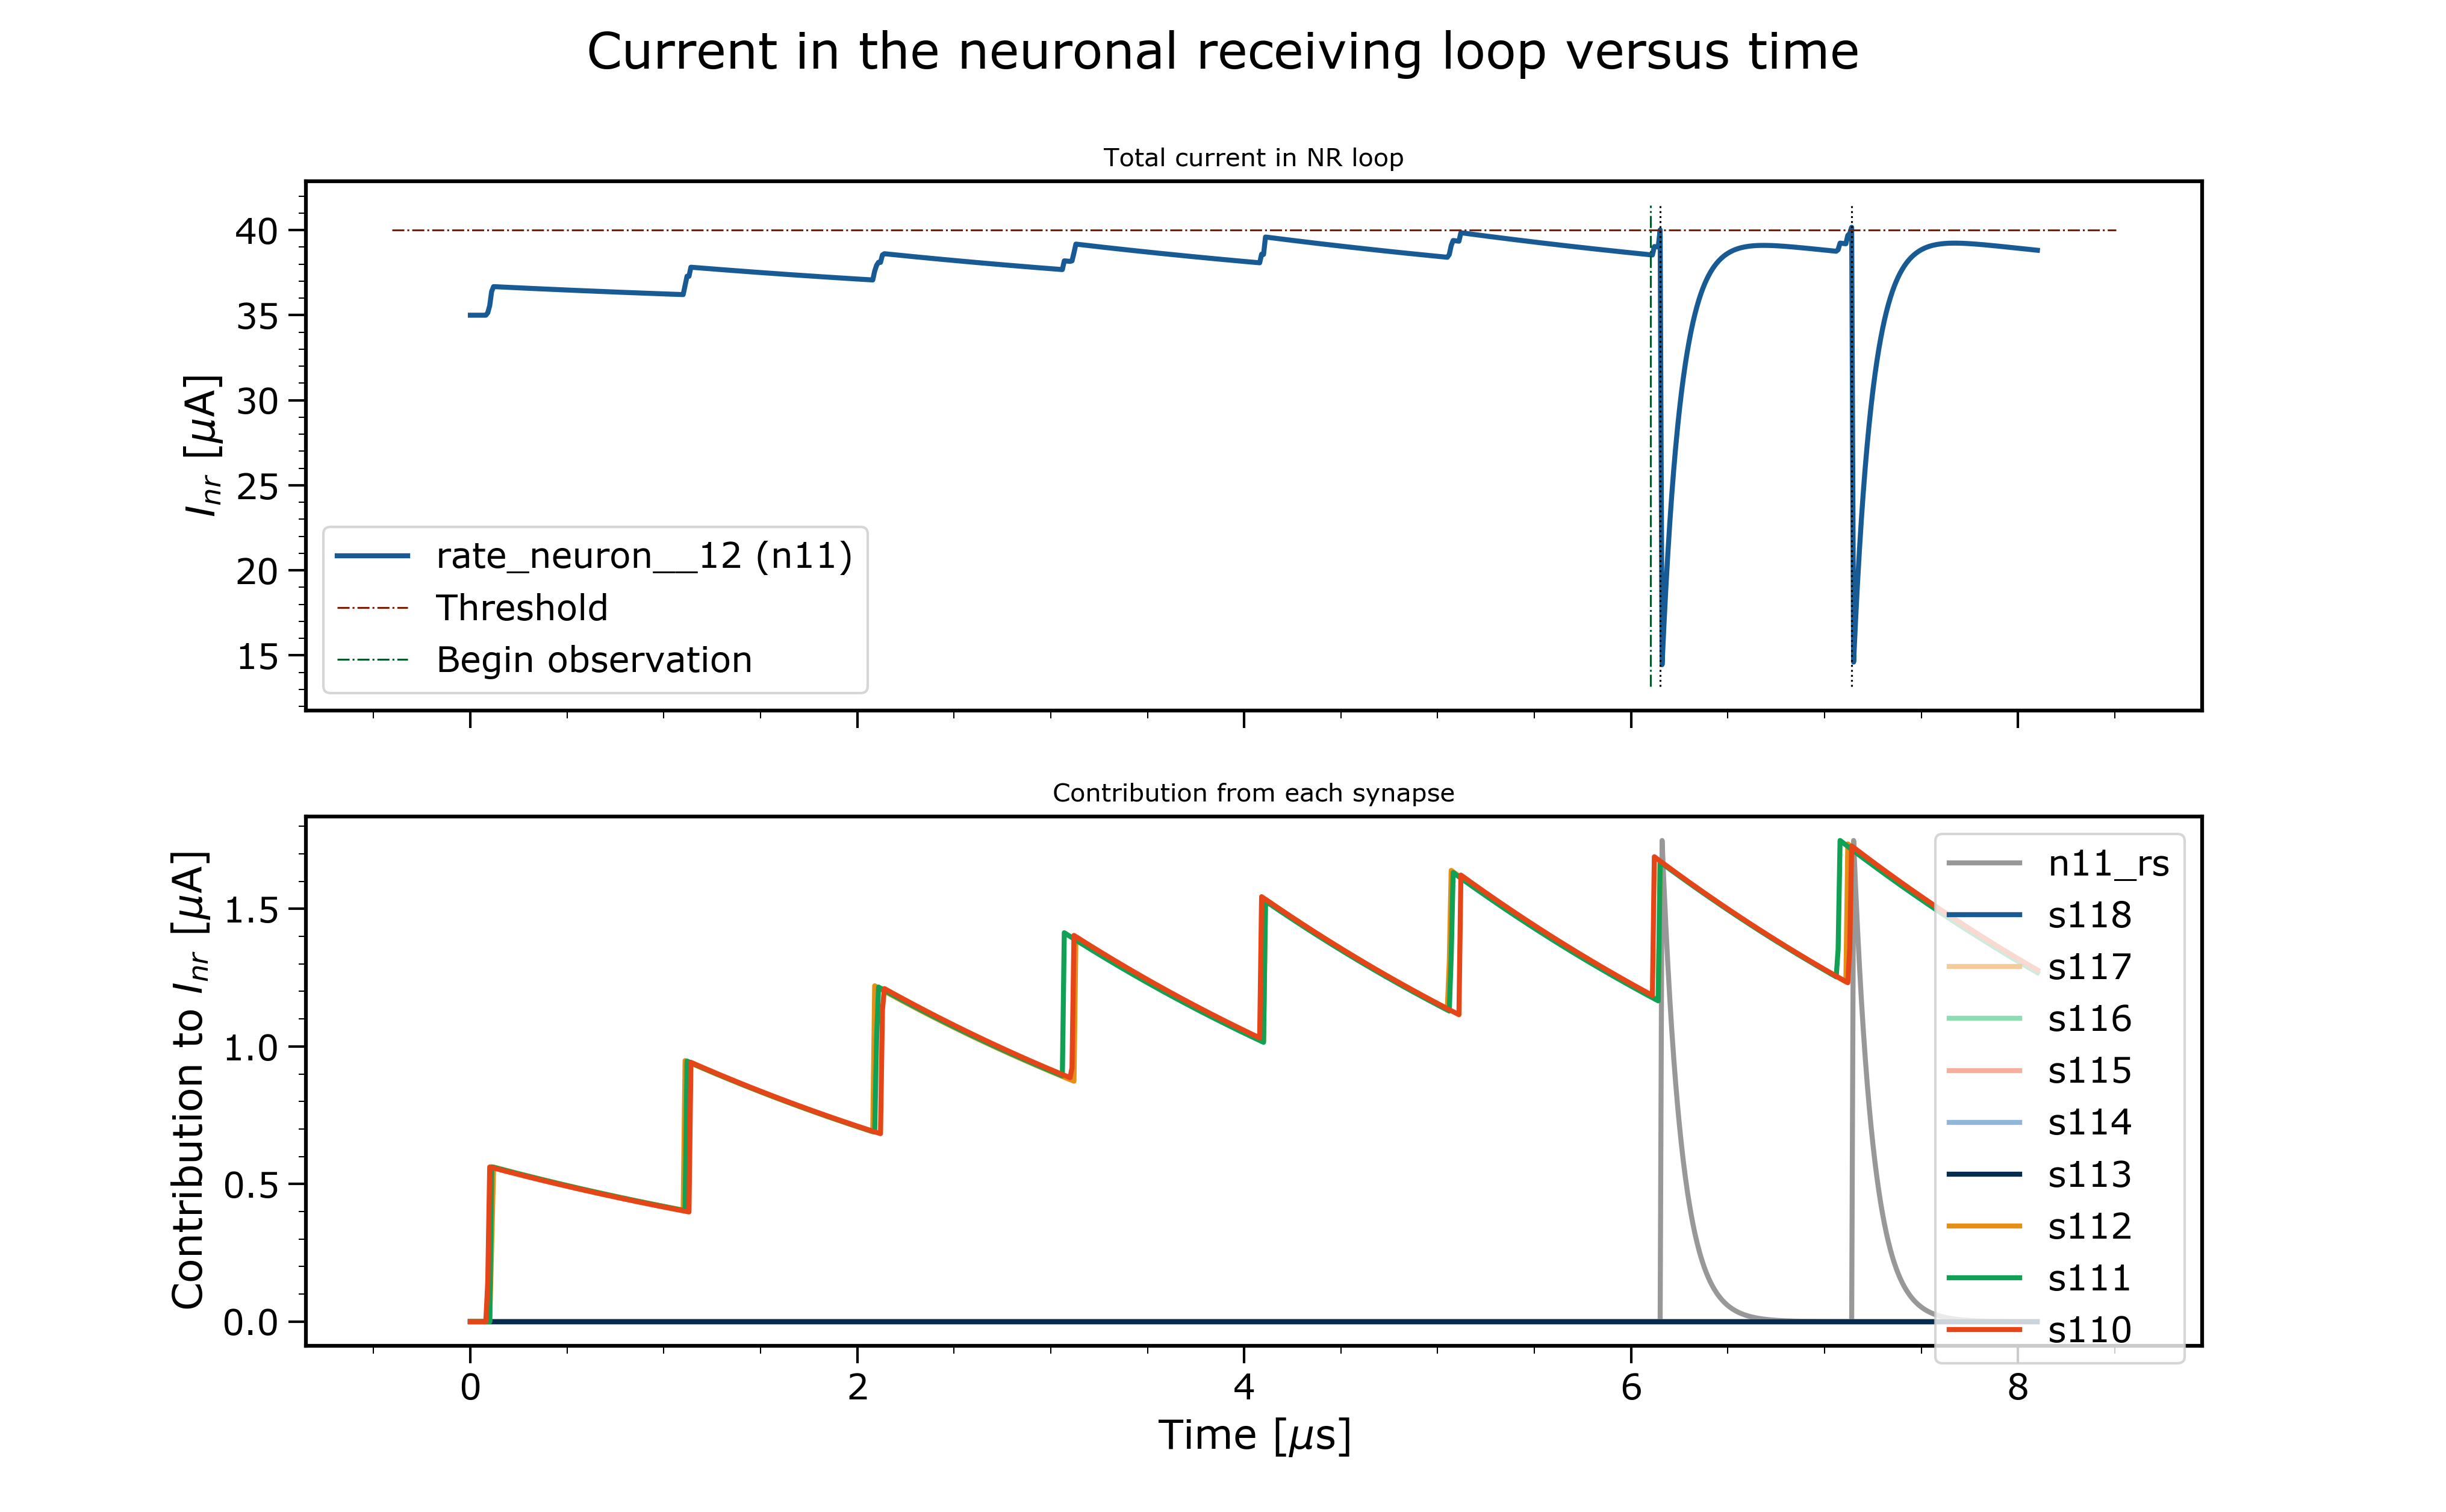 Current in the neuronal receiving loop versus time
Total current in NR loop
I_nr [μA]
40
35
30
25
20
15
rate_neuron__12 (n11)
Threshold
Begin observation
Contribution from each synapse
Contribution to I_nr [μA]
1.5
1.0
0.5
0.0
n11_rs
s118
s117
s116
s115
s114
s113
s112
s111
s110
0 2 4 6 8
Time [μs]